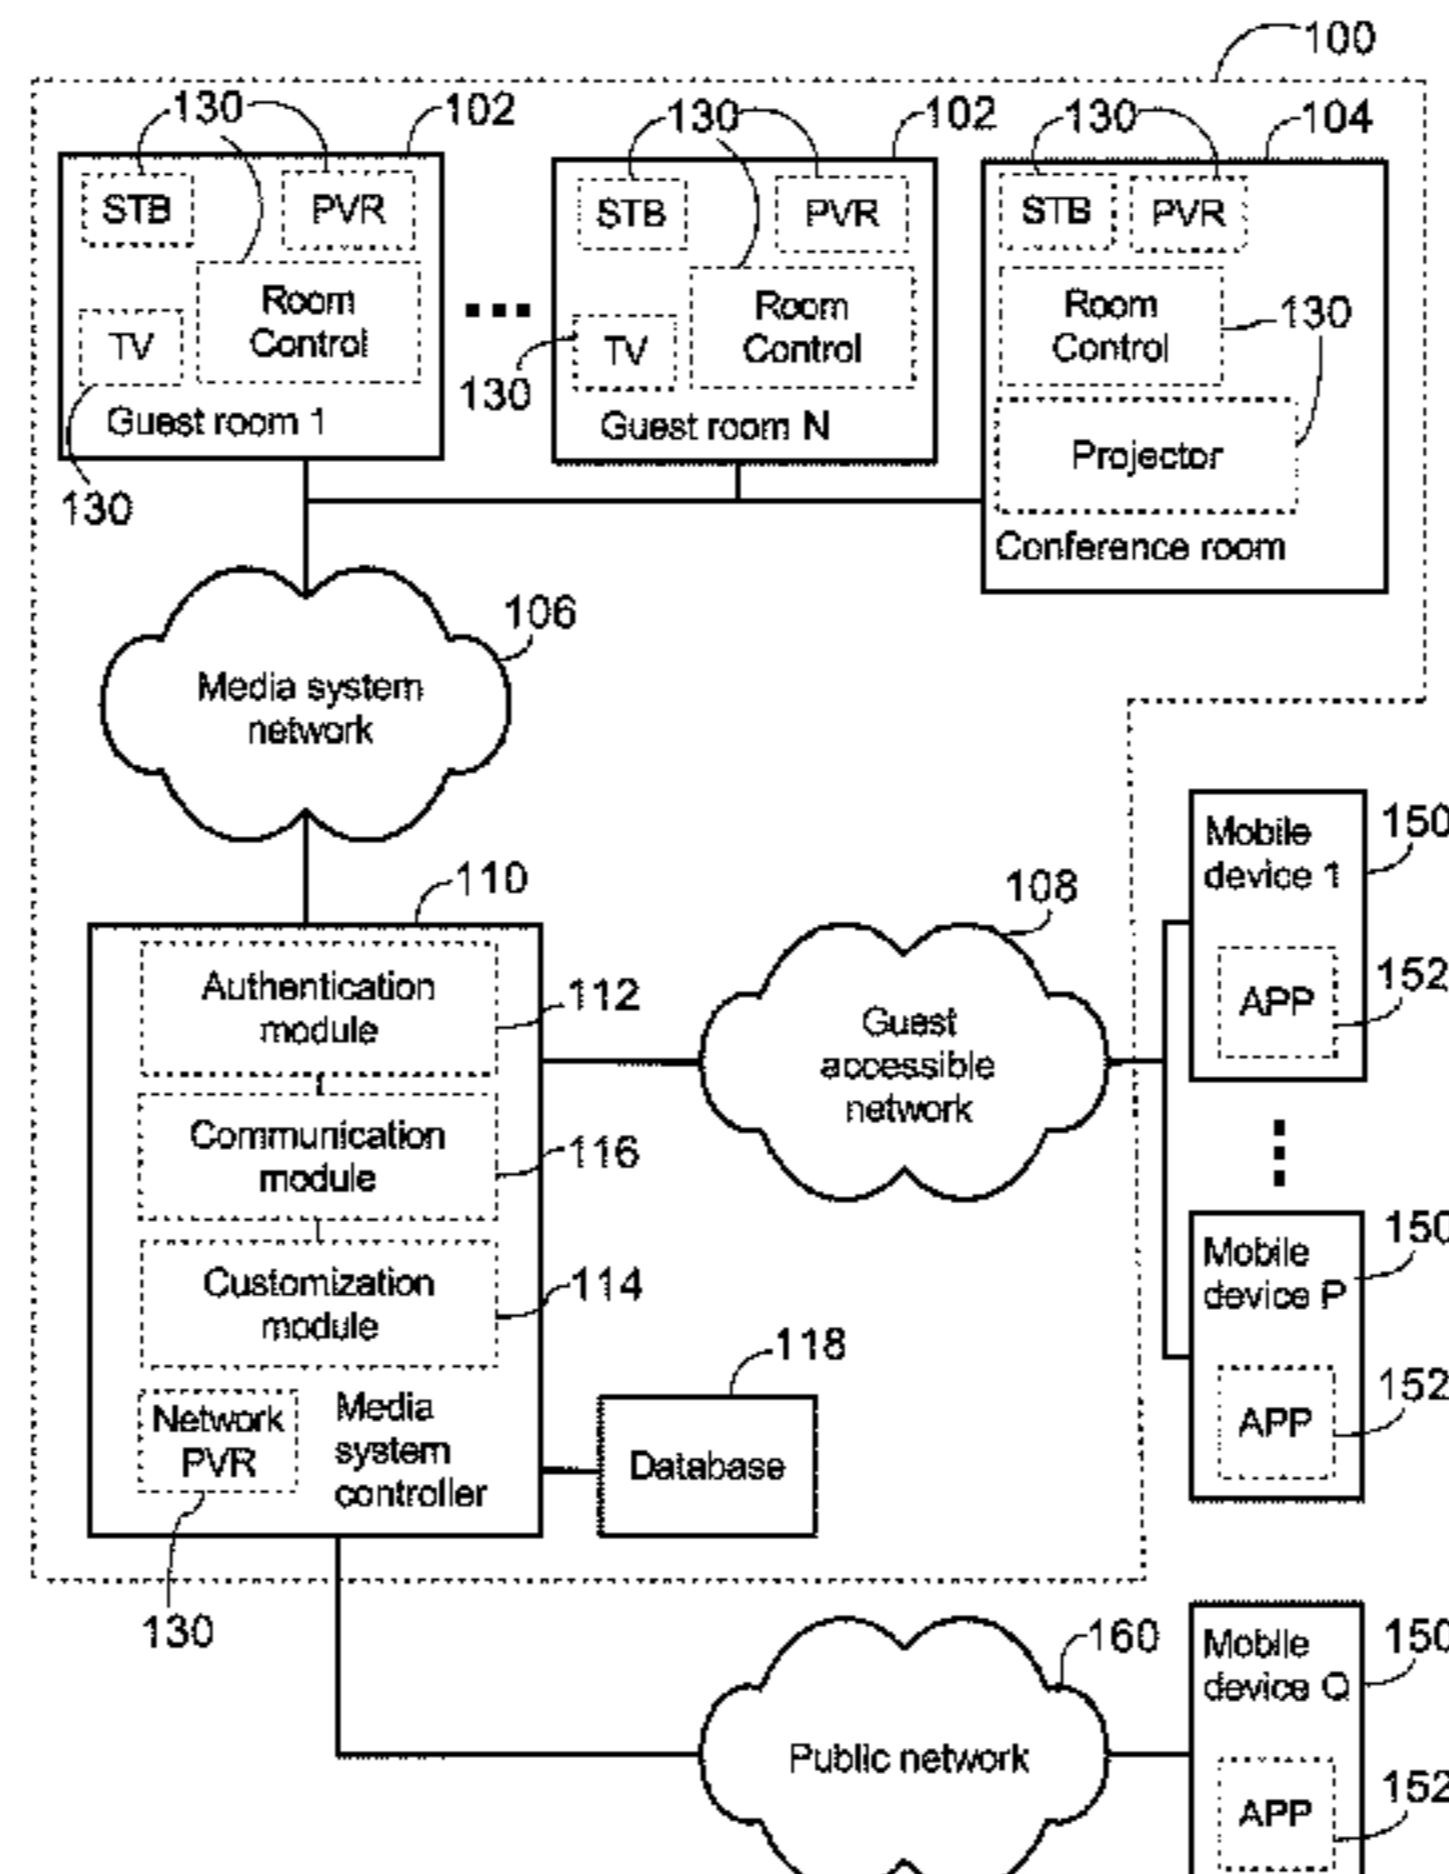 100
130
102
130
102
130
104
STB
PVR
STB
PVR
STB
PVR
Room
Control
TV
Room
Control
TV
130
Room
Control
130
Guest room 1
Guest room N
Projector
130
Conference room
106
Media system
network
110
108
Mobile
device 1
150
Authentication
module
112
Guest
accessible
network
APP
152
Communication
module
116
Mobile
device P
150
Customization
module
114
118
APP
152
Network
PVR
Media
system
controller
Database
130
160
Mobile
device Q
150
Public network
APP
152